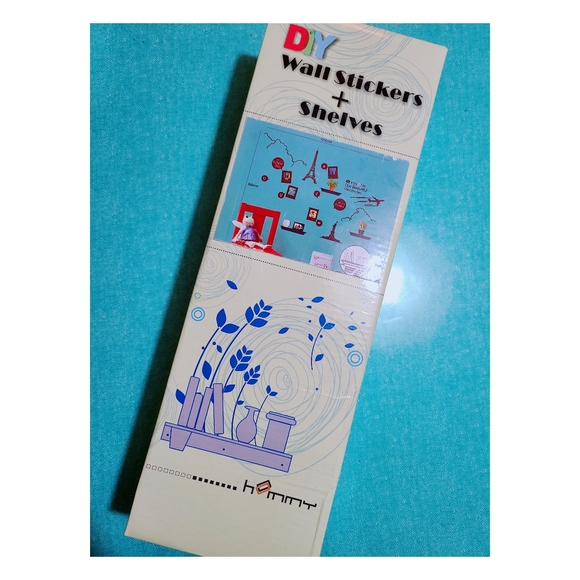 DIY
Wall Stickers
+
Shelves
hommy